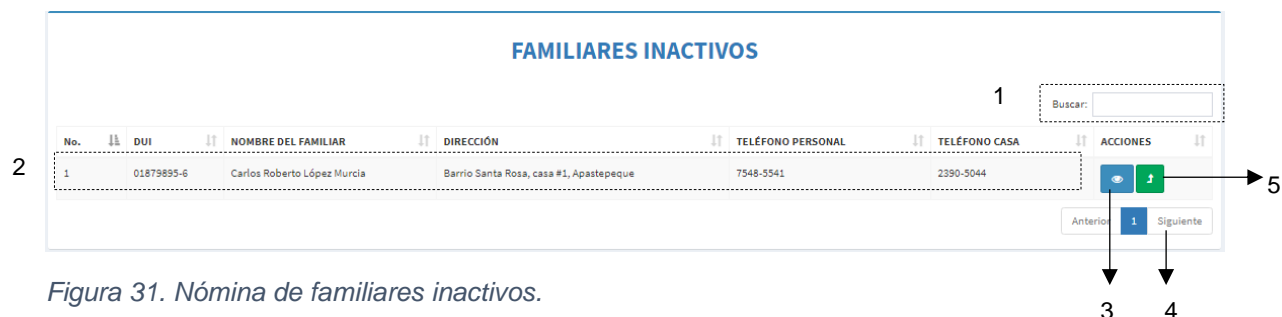 FAMILIARES INACTIVOS
1
Buscar:
No. DUI NOMBRE DEL FAMILIAR DIRECCIÓN TELÉFONO PERSONAL TELÉFONO CASA ACCIONES
2
1 01879895-6 Carlos Roberto López Murcia Barrio Santa Rosa, casa #1, Apastepeque 7548-5541 2390-5044
5
Anterior 1 Siguiente
Figura 31. Nómina de familiares inactivos.
3 4